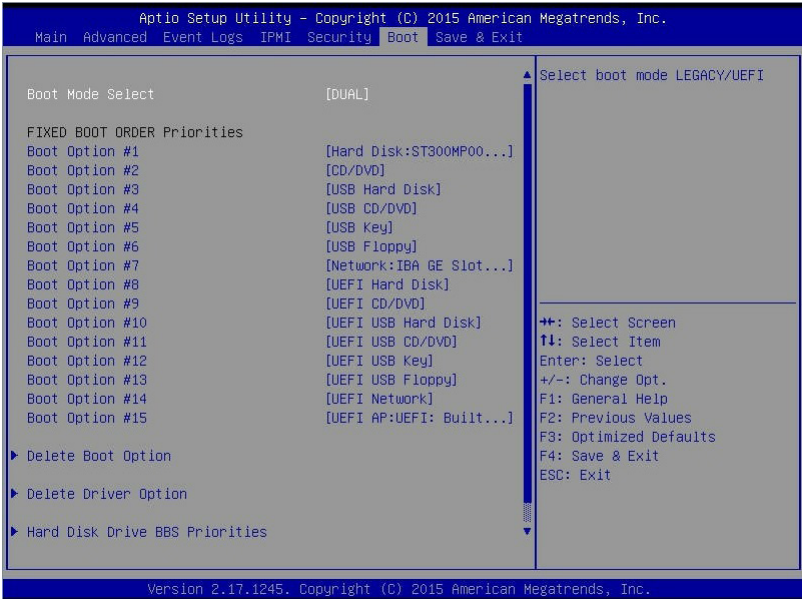 Aptio Setup Utility – Copyright (C) 2015 American Megatrends, Inc.
Main Advanced Event Logs IPMI Security Boot Save & Exit
Boot Mode Select [DUAL]
FIXED BOOT ORDER Priorities
Boot Option #1 [Hard Disk:ST300MP00...]
Boot Option #2 [CD/DVD]
Boot Option #3 [USB Hard Disk]
Boot Option #4 [USB CD/DVD]
Boot Option #5 [USB Key]
Boot Option #6 [USB Floppy]
Boot Option #7 [Network:IBA GE Slot...]
Boot Option #8 [UEFI Hard Disk]
Boot Option #9 [UEFI CD/DVD]
Boot Option #10 [UEFI USB Hard Disk]
Boot Option #11 [UEFI USB CD/DVD]
Boot Option #12 [UEFI USB Key]
Boot Option #13 [UEFI USB Floppy]
Boot Option #14 [UEFI Network]
Boot Option #15 [UEFI AP:UEFI: Built...]
Delete Boot Option
Delete Driver Option
Hard Disk Drive BBS Priorities
Select boot mode LEGACY/UEFI
→←: Select Screen
↑↓: Select Item
Enter: Select
+/-: Change Opt.
F1: General Help
F2: Previous Values
F3: Optimized Defaults
F4: Save & Exit
ESC: Exit
Version 2.17.1245. Copyright (C) 2015 American Megatrends, Inc.